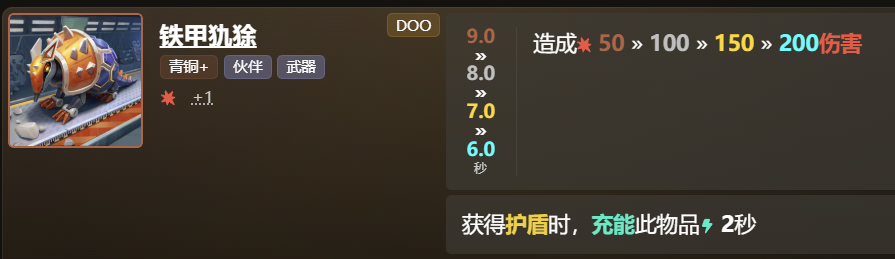 铁甲犰狳
DOO
青铜+ 伙伴 武器
+1
9.0
»
8.0
»
7.0
»
6.0
秒
造成 50 » 100 » 150 » 200伤害
获得护盾时，充能此物品 2秒